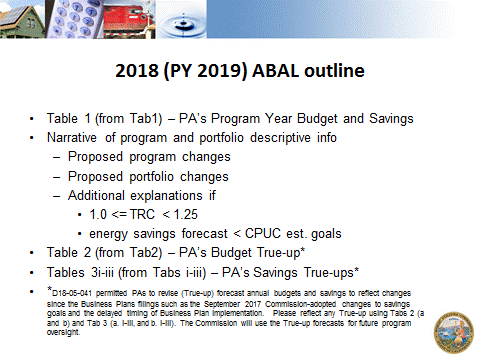 2018 (PY 2019) ABAL outline
• Table 1 (from Tab1) – PA's Program Year Budget and Savings
• Narrative of program and portfolio descriptive info
– Proposed program changes
– Proposed portfolio changes
– Additional explanations if
• 1.0 <= TRC < 1.25
• energy savings forecast < CPUC est. goals
• Table 2 (from Tab2) – PA's Budget True-up*
• Tables 3i-iii (from Tabs i-iii) – PA's Savings True-ups*
• *D18-05-041 permitted PAs to revise (True-up) forecast annual budgets and savings to reflect changes
since the Business Plans filings such as the September 2017 Commission-adopted changes to savings
goals and the delayed timing of Business Plan implementation. Please reflect any True-up using Tabs 2 (a
and b) and Tab 3 (a. i-iii, and b. i-iii). The Commission will use the True-up forecasts for future program
oversight.